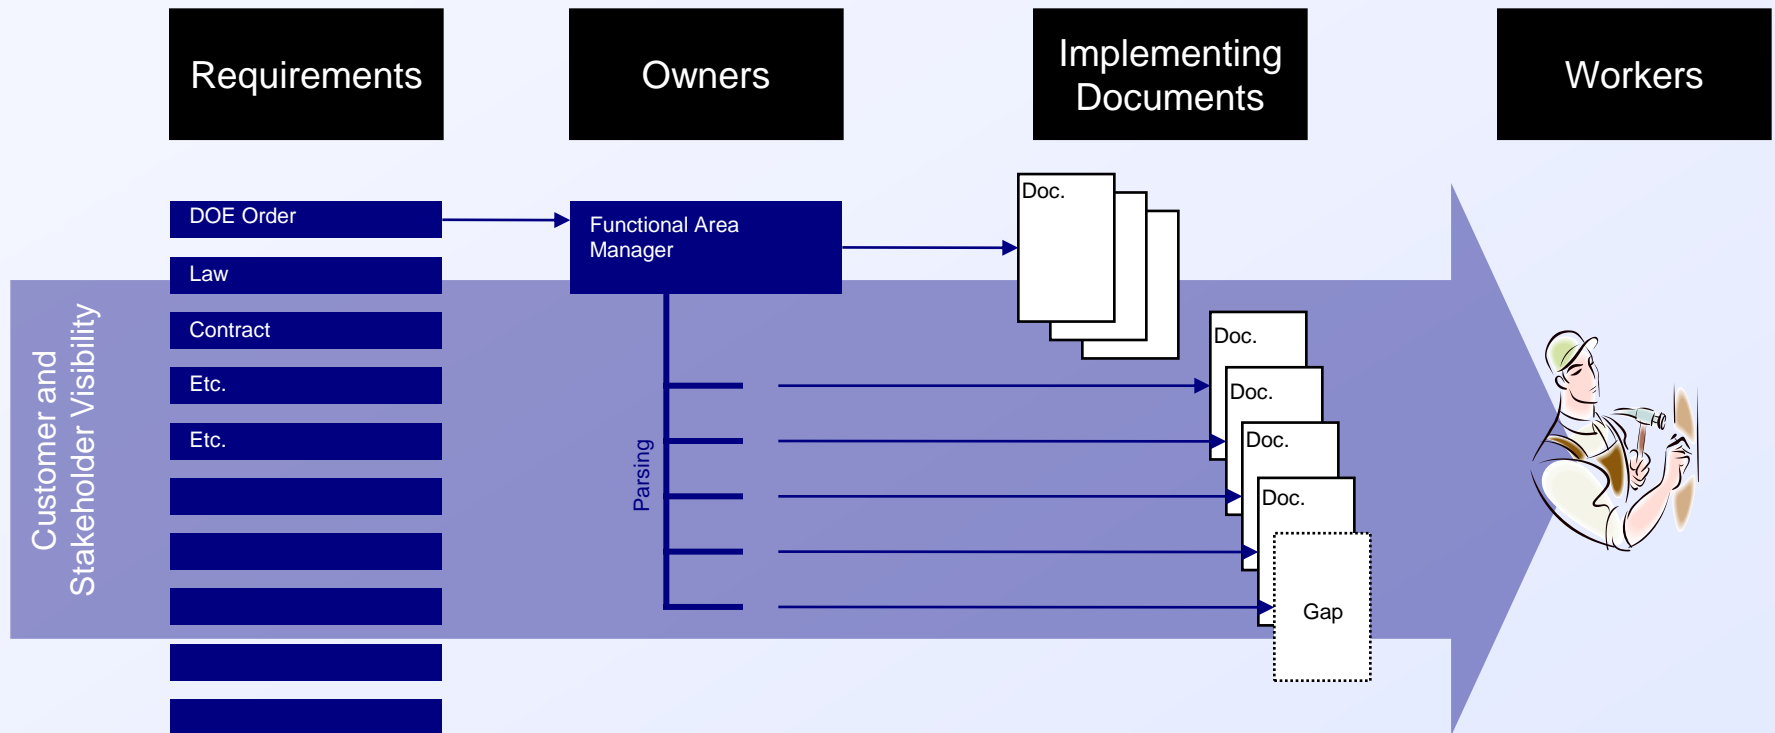 Requirements
Owners
Implementing
Documents
Workers
DOE Order
Law
Contract
Etc.
Etc.
Functional Area
Manager
Parsing
Doc.
Doc.
Doc.
Doc.
Doc.
Gap
Customer and
Stakeholder Visibility